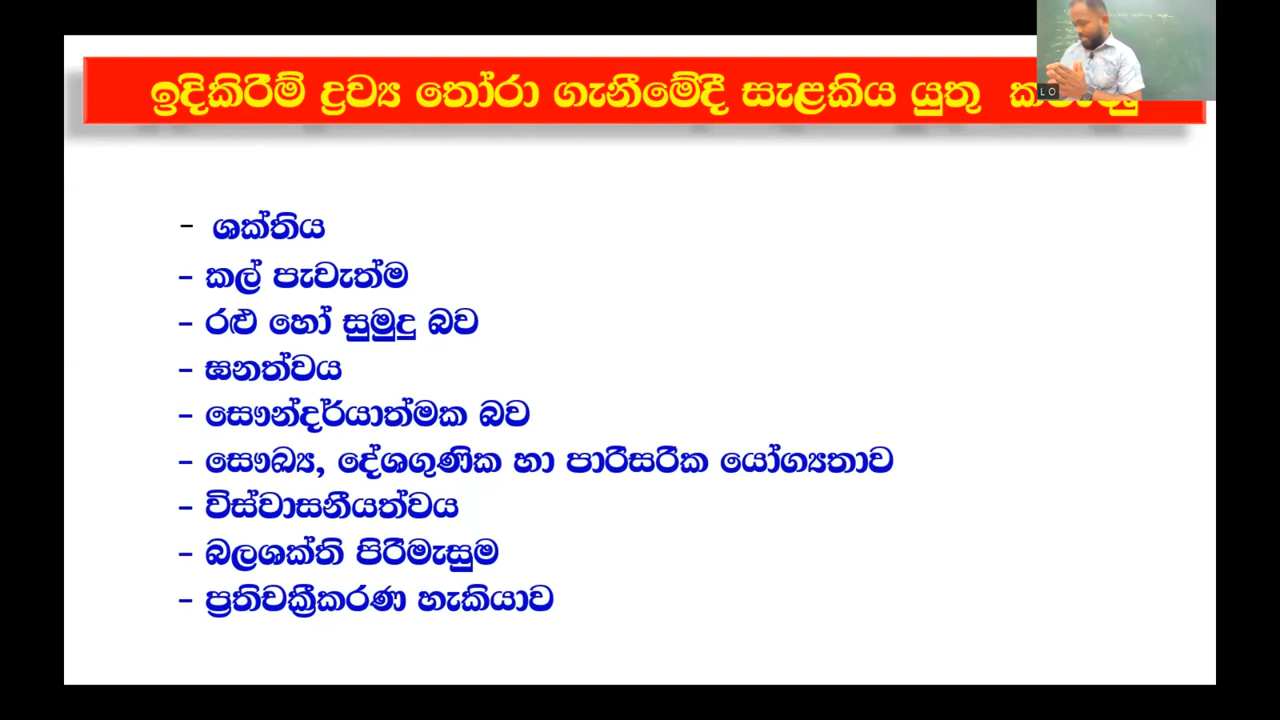 ඉදිකිරීම් ද්‍රව්‍ය තෝරා ගැනීමේදී සැළකිය යුතු
L O
- ශක්තිය
- කල් පැවැත්ම
- රළු හෝ සුමුදු බව
- ඝනත්වය
- සෞන්දර්යාත්මක බව
- සෞඛ්‍ය, දේශගුණික හා පාරිසරික යෝග්‍යතාව
- විස්වාසනීයත්වය
- බලශක්ති පිරිමැසුම
- ප්‍රතිචක්‍රීකරණ හැකියාව